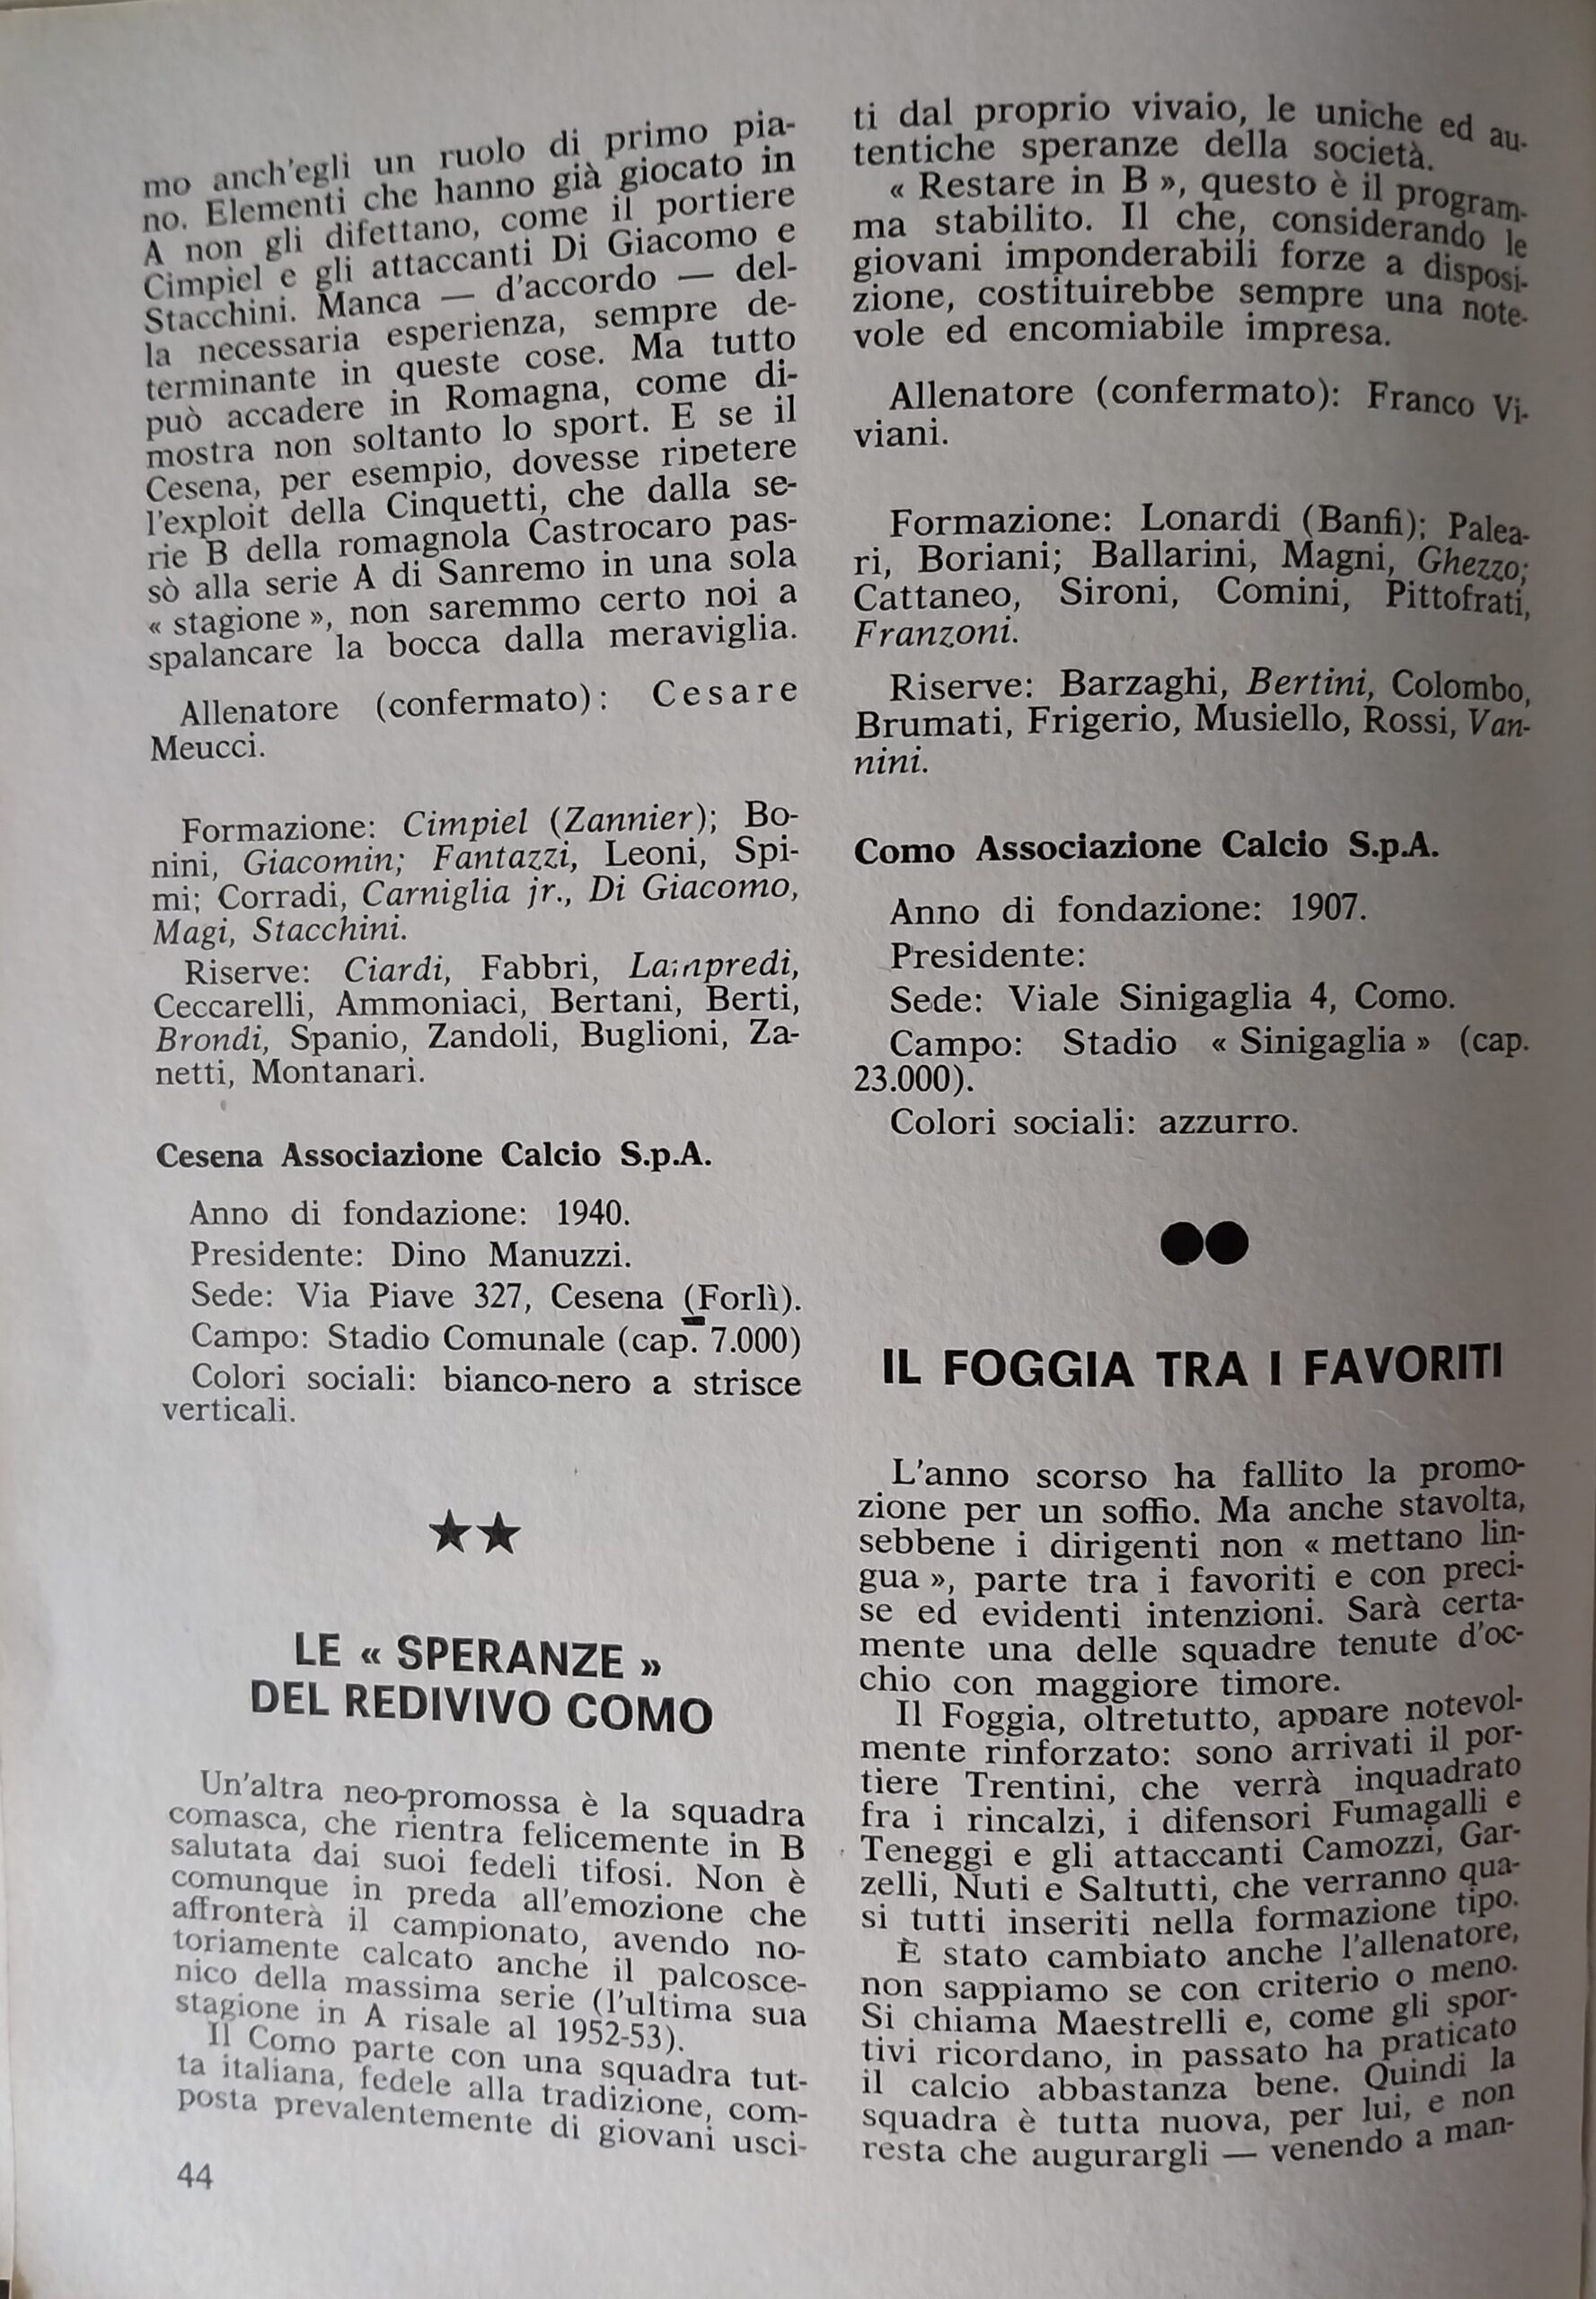 mo anch'egli un ruolo di primo pia-
no. Elementi che hanno già giocato in
A non gli difettano, come il portiere
Cimpiel e gli attaccanti Di Giacomo e
Stacchini. Manca — d'accordo — del-
la necessaria esperienza, sempre de-
terminante in queste cose. Ma tutto
può accadere in Romagna, come di-
mostra non soltanto lo sport. E se il
Cesena, per esempio, dovesse ripetere
l'exploit della Cinquetti, che dalla se-
rie B della romagnola Castrocaro pas-
sò alla serie A di Sanremo in una sola
« stagione », non saremmo certo noi a
spalancare la bocca dalla meraviglia.
Allenatore (confermato): Cesare
Meucci.
Formazione: Cimpiel (Zannier); Bo-
nini, Giacomin; Fantazzi, Leoni, Spi-
mi; Corradi, Carniglia jr., Di Giacomo,
Magi, Stacchini.
Riserve: Ciardi, Fabbri, Lampredi,
Ceccarelli, Ammoniaci, Bertani, Berti,
Brondi, Spanio, Zandoli, Buglioni, Za-
netti, Montanari.
Cesena Associazione Calcio S.p.A.
Anno di fondazione: 1940.
Presidente: Dino Manuzzi.
Sede: Via Piave 327, Cesena (Forlì).
Campo: Stadio Comunale (cap. 7.000)
Colori sociali: bianco-nero a strisce
verticali.
★★
LE « SPERANZE »
DEL REDIVIVO COMO
Un'altra neo-promossa è la squadra
comasca, che rientra felicemente in B
salutata dai suoi fedeli tifosi. Non è
comunque in preda all'emozione che
affronterà il campionato, avendo no-
toriamente calcato anche il palcosce-
nico della massima serie (l'ultima sua
stagione in A risale al 1952-53).
Il Como parte con una squadra tut-
ta italiana, fedele alla tradizione, com-
posta prevalentemente di giovani usci-
44
ti dal proprio vivaio, le uniche ed au-
tentiche speranze della società.
« Restare in B », questo è il program-
ma stabilito. Il che, considerando le
giovani imponderabili forze a disposi-
zione, costituirebbe sempre una note-
vole ed encomiabile impresa.
Allenatore (confermato): Franco Vi-
viani.
Formazione: Lonardi (Banfi); Palea-
ri, Boriani; Ballarini, Magni, Ghezzo;
Cattaneo, Sironi, Comini, Pittofrati,
Franzoni.
Riserve: Barzaghi, Bertini, Colombo,
Brumati, Frigerio, Musiello, Rossi, Van-
nini.
Como Associazione Calcio S.p.A.
Anno di fondazione: 1907.
Presidente:
Sede: Viale Sinigaglia 4, Como.
Campo: Stadio « Sinigaglia » (cap.
23.000).
Colori sociali: azzurro.
●●
IL FOGGIA TRA I FAVORITI
L'anno scorso ha fallito la promo-
zione per un soffio. Ma anche stavolta,
sebbene i dirigenti non « mettano lin-
gua », parte tra i favoriti e con preci-
se ed evidenti intenzioni. Sarà certa-
mente una delle squadre tenute d'oc-
chio con maggiore timore.
Il Foggia, oltretutto, appare notevol-
mente rinforzato: sono arrivati il por-
tiere Trentini, che verrà inquadrato
fra i rincalzi, i difensori Fumagalli e
Teneggi e gli attaccanti Camozzi, Gar-
zelli, Nuti e Saltutti, che verranno qua-
si tutti inseriti nella formazione tipo.
È stato cambiato anche l'allenatore,
non sappiamo se con criterio o meno.
Si chiama Maestrelli e, come gli spor-
tivi ricordano, in passato ha praticato
il calcio abbastanza bene. Quindi la
squadra è tutta nuova, per lui, e non
resta che augurargli — venendo a man-